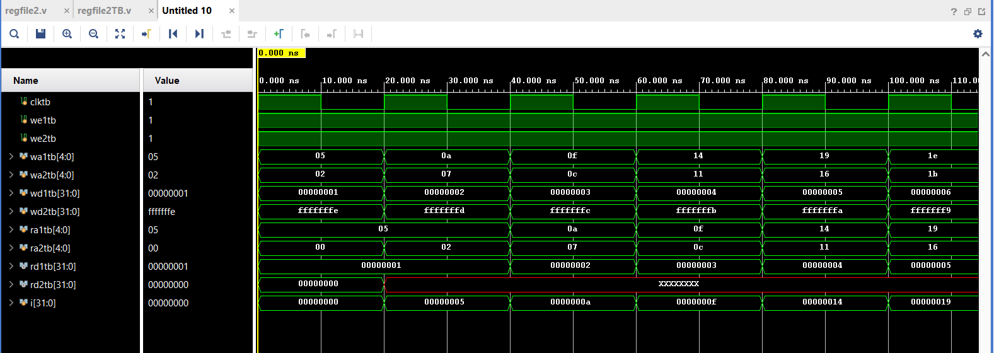 regfile2.v × regfile2TB.v × Untitled 10 ×
?
0.000 ns
Name Value
0.000 ns 10.000 ns 20.000 ns 30.000 ns 40.000 ns 50.000 ns 60.000 ns 70.000 ns 80.000 ns 90.000 ns 100.000 ns 110.0
clktb 1
we1tb 1
we2tb 1
wa1tb[4:0] 05 05 0a 0f 14 19 1e
wa2tb[4:0] 02 02 07 0c 11 16 1b
wd1tb[31:0] 00000001 00000001 00000002 00000003 00000004 00000005 00000006
wd2tb[31:0] fffffffe fffffffe fffffffd fffffffc fffffffb fffffffa fffffff9
ra1tb[4:0] 05 05 0a 0f 14 19
ra2tb[4:0] 00 00 02 07 0c 11 16
rd1tb[31:0] 00000001 00000001 00000002 00000003 00000004 00000005
rd2tb[31:0] 00000000 00000000 XXXXXXXX
i[31:0] 00000000 00000000 00000005 0000000a 0000000f 00000014 00000019